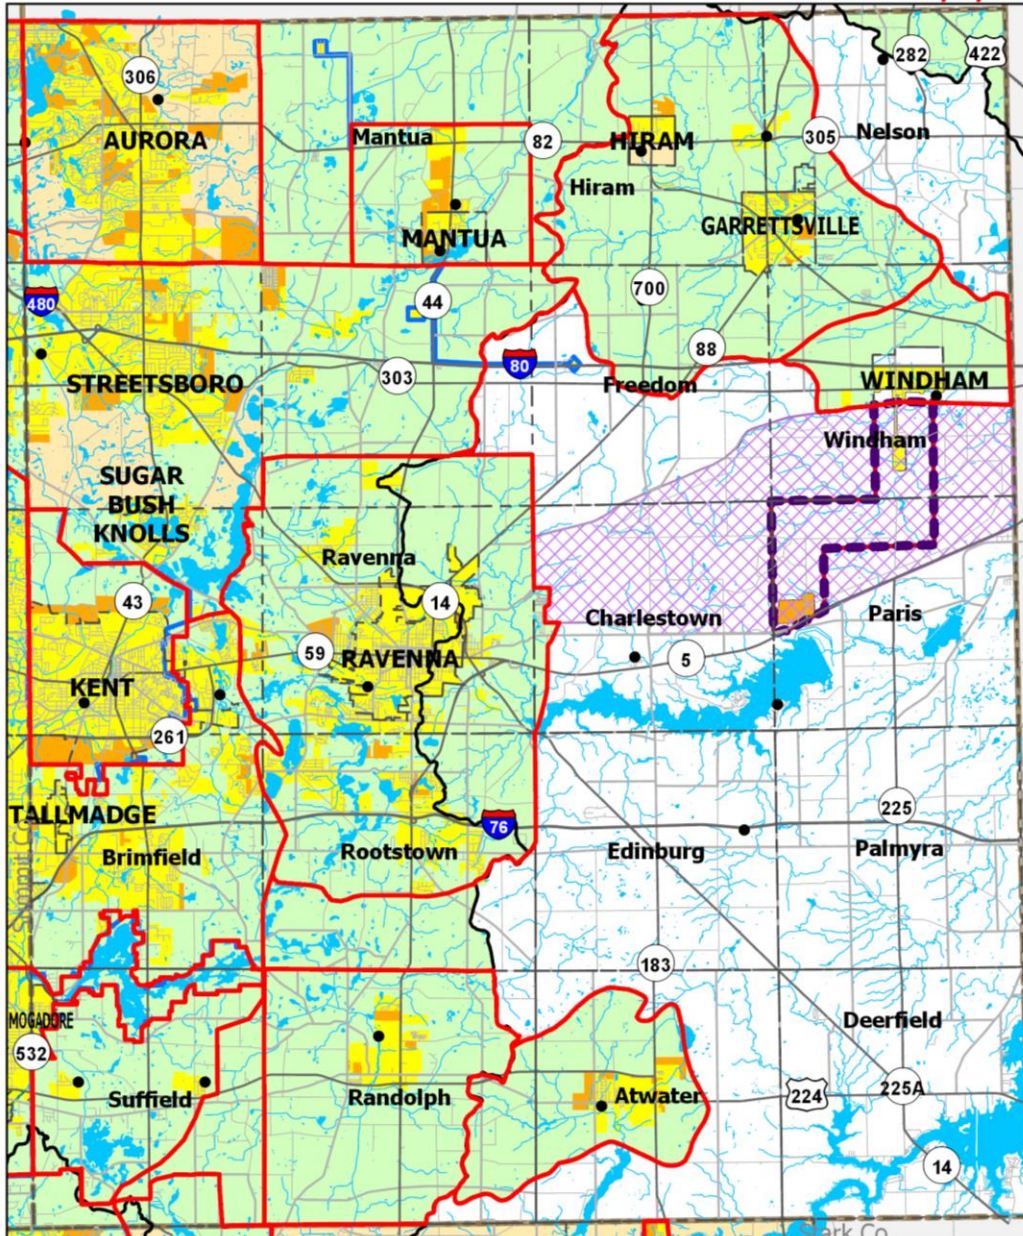 306
282
422
AURORA
Mantua
82
HIRAM
305
Nelson
Hiram
MANTUA
GARRETTSVILLE
480
44
700
80
88
303
STREETSBORO
Freedom
WINDHAM
Windham
SUGAR
BUSH
KNOLLS
Ravenna
43
14
Charlestown
Paris
59
RAVENNA
5
KENT
261
TALLMADGE
76
225
Brimfield
Rootstown
Edinburg
Palmyra
Summit Co
183
MOGADORE
Deerfield
532
Suffield
Randolph
Atwater
224
225A
14
Stark Co